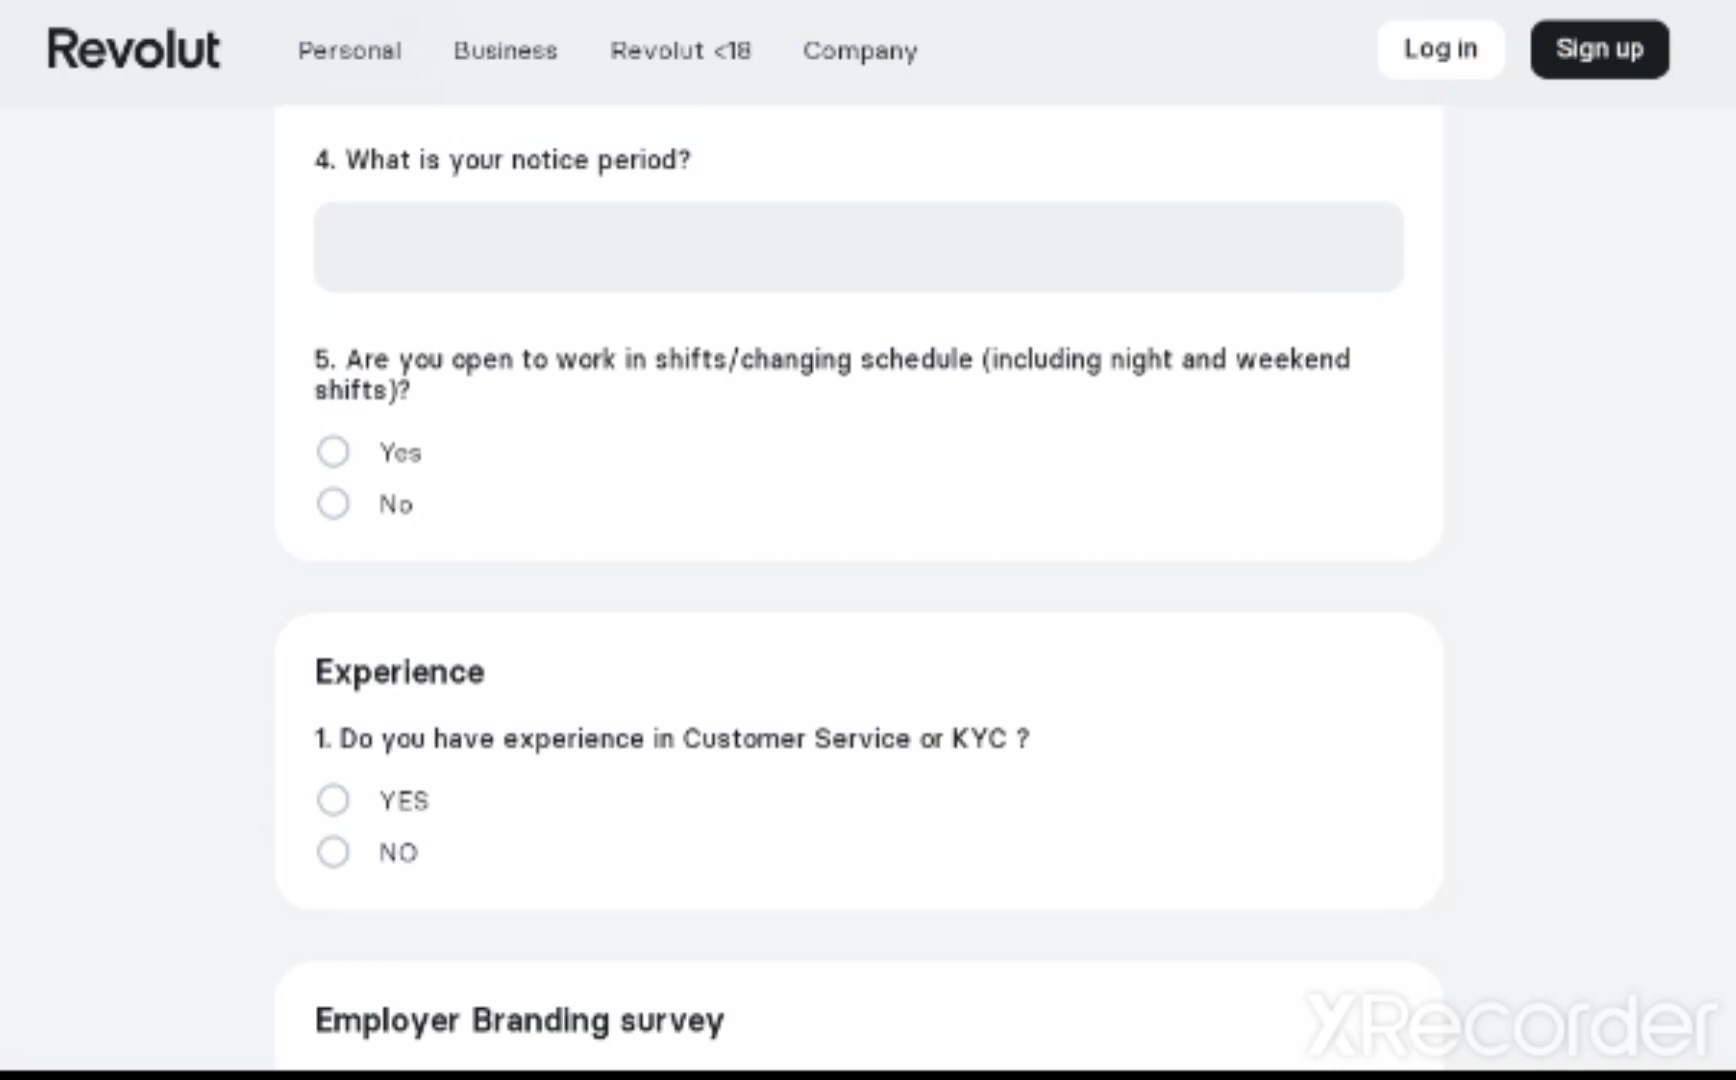 Revolut
Personal
Business
Revolut <18
Company
Log in
Sign up
4. What is your notice period?
5. Are you open to work in shifts/changing schedule (including night and weekend
shifts)?
Yes
No
Experience
1. Do you have experience in Customer Service or KYC ?
YES
NO
Employer Branding survey
XRecorder